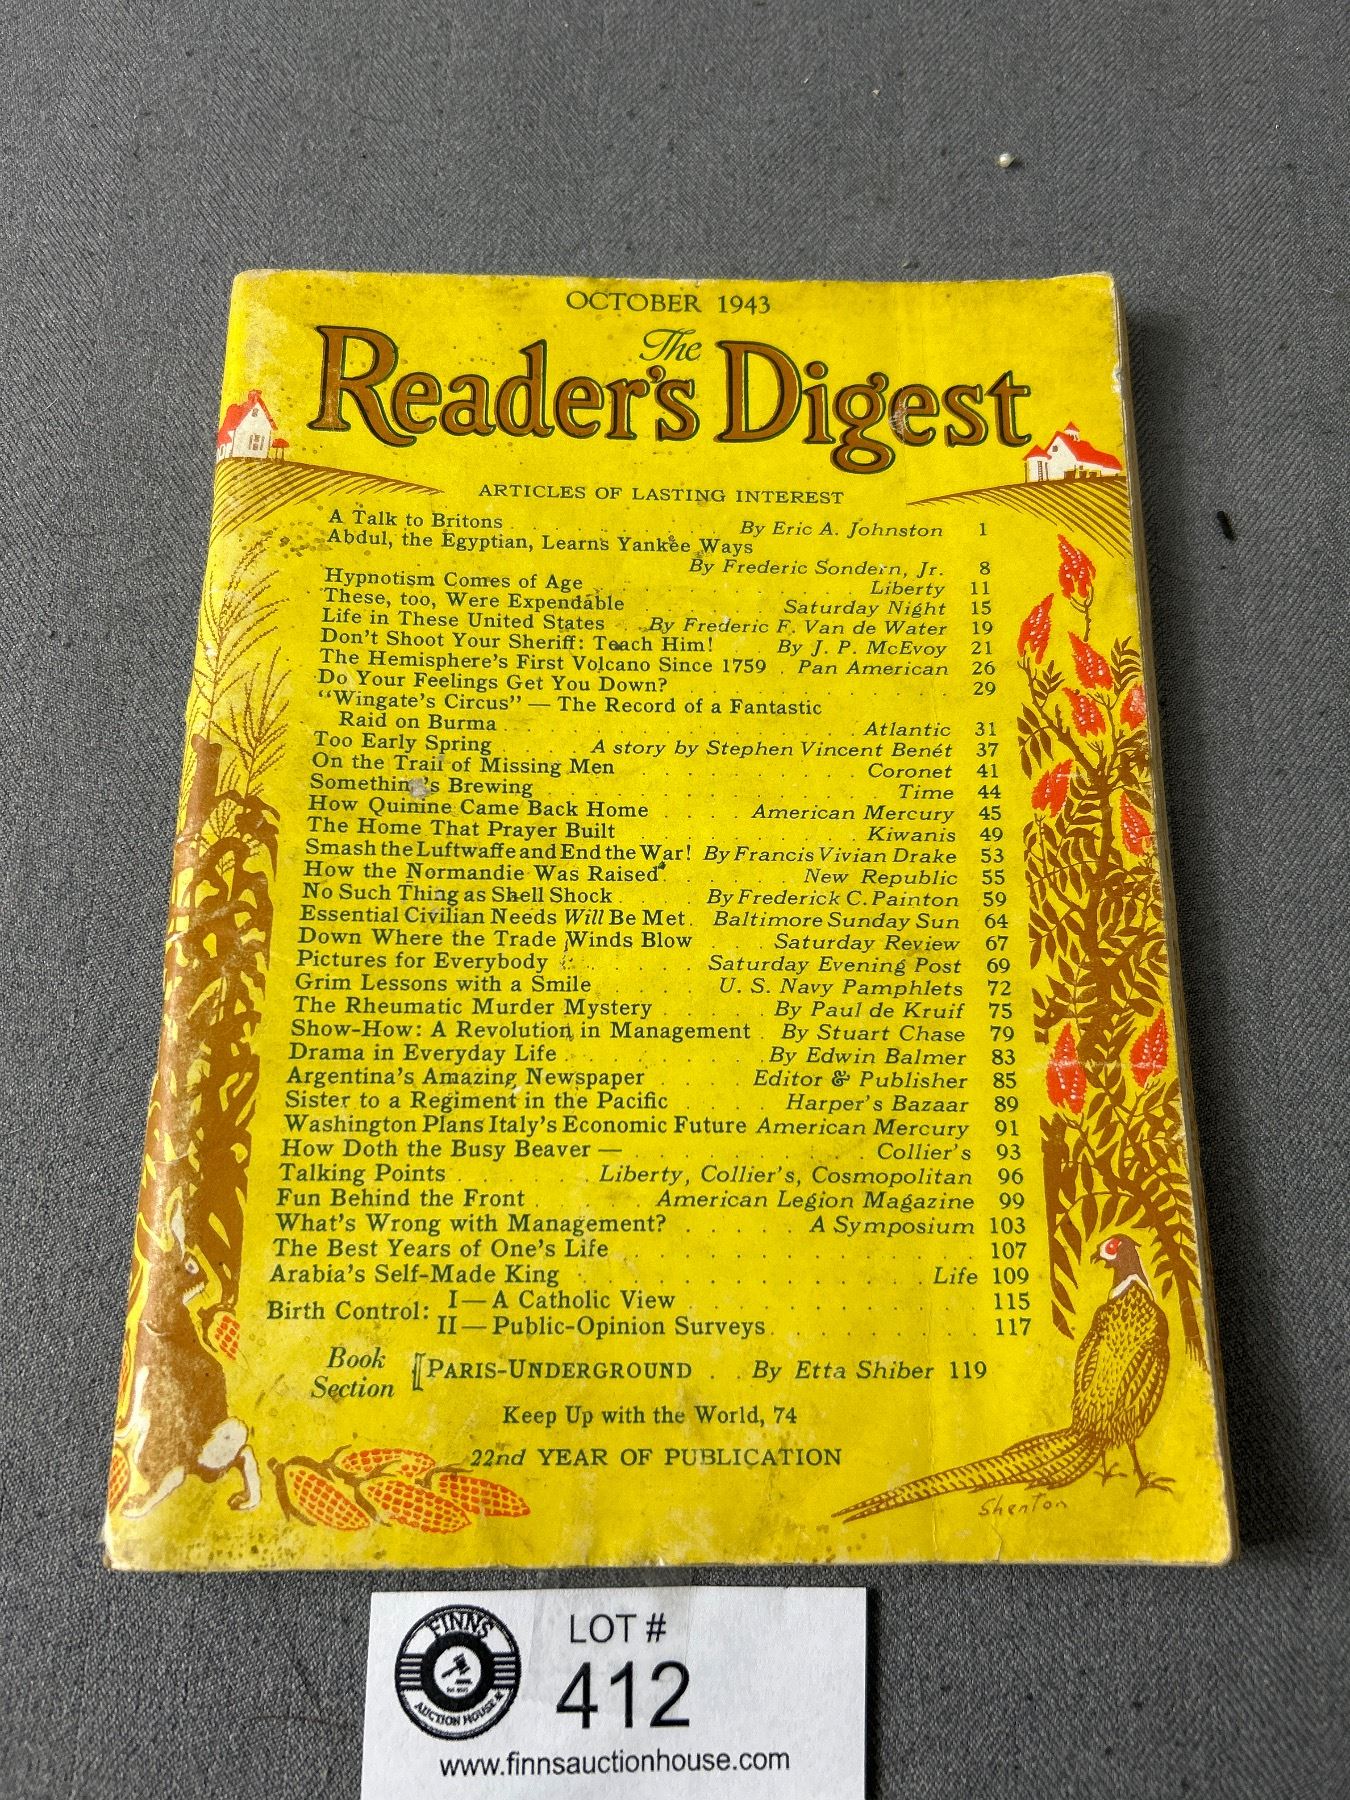 OCTOBER 1943
The
Reader's Digest
ARTICLES OF LASTING INTEREST
A Talk to Britons . . . . . . . . . By Eric A. Johnston 1
Abdul, the Egyptian, Learns Yankee Ways
By Frederic Sondern, Jr. 8
Hypnotism Comes of Age . . . . . . . . . Liberty 11
These, too, Were Expendable . . . . . . Saturday Night 15
Life in These United States . . By Frederic F. Van de Water 19
Don't Shoot Your Sheriff: Teach Him! . . By J. P. McEvoy 21
The Hemisphere's First Volcano Since 1759 . Pan American 26
Do Your Feelings Get You Down? . . . . . . . . . . 29
"Wingate's Circus" — The Record of a Fantastic
Raid on Burma . . . . . . . . . . . . Atlantic 31
Too Early Spring . . . . A story by Stephen Vincent Benét 37
On the Trail of Missing Men . . . . . . . . Coronet 41
Something's Brewing . . . . . . . . . . . . Time 44
How Quinine Came Back Home . . . . American Mercury 45
The Home That Prayer Built . . . . . . . . Kiwanis 49
Smash the Luftwaffe and End the War! By Francis Vivian Drake 53
How the Normandie Was Raised . . . . . New Republic 55
No Such Thing as Shell Shock . . . By Frederick C. Painton 59
Essential Civilian Needs Will Be Met . Baltimore Sunday Sun 64
Down Where the Trade Winds Blow . . . Saturday Review 67
Pictures for Everybody . . . . . . Saturday Evening Post 69
Grim Lessons with a Smile . . . . . U. S. Navy Pamphlets 72
The Rheumatic Murder Mystery . . . . By Paul de Kruif 75
Show-How: A Revolution in Management . By Stuart Chase 79
Drama in Everyday Life . . . . . . . . By Edwin Balmer 83
Argentina's Amazing Newspaper . . . . Editor & Publisher 85
Sister to a Regiment in the Pacific . . . . Harper's Bazaar 89
Washington Plans Italy's Economic Future American Mercury 91
How Doth the Busy Beaver — . . . . . . . . Collier's 93
Talking Points . . . . . . Liberty, Collier's, Cosmopolitan 96
Fun Behind the Front . . . . . American Legion Magazine 99
What's Wrong with Management? . . . . . A Symposium 103
The Best Years of One's Life . . . . . . . . . . . . 107
Arabia's Self-Made King . . . . . . . . . . . . Life 109
Birth Control: I — A Catholic View . . . . . . . . . 115
II — Public-Opinion Surveys . . . . . . . . 117
Book Section [ PARIS-UNDERGROUND . . By Etta Shiber 119
Keep Up with the World, 74
22nd YEAR OF PUBLICATION
Shenton
FINNS
AUCTION HOUSE
LOT #
412
www.finnsauctionhouse.com